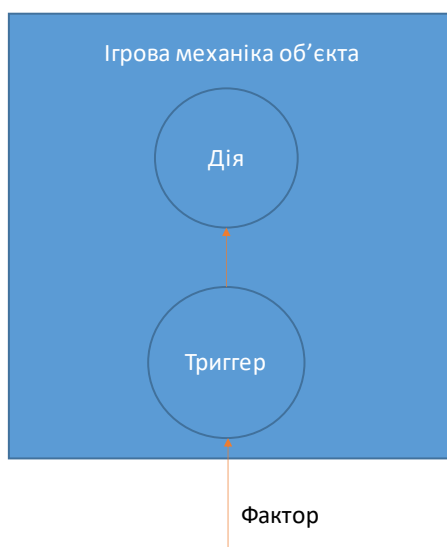 Ігрова механіка об’єкта
Дія
Триггер
Фактор